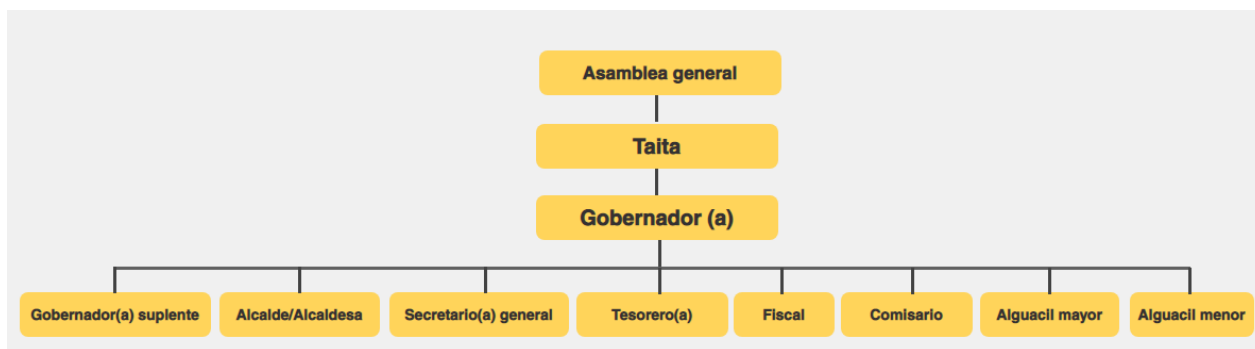 Asamblea general
Taita
Gobernador (a)
Gobernador(a) suplente
Alcalde/Alcaldesa
Secretario(a) general
Tesorero(a)
Fiscal
Comisario
Alguacil mayor
Alguacil menor